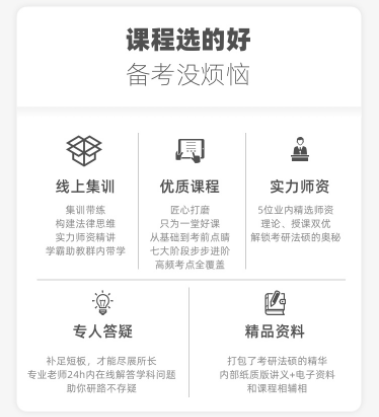 课程选的好
备考没烦恼
线上集训
集训带练
构建法律思维
实力师资精讲
学霸助教群内带学
优质课程
匠心打磨
只为一堂好课
从基础到考前点睛
七大阶段步步进阶
高频考点全覆盖
实力师资
5位业内精选师资
理论、授课双优
解锁考研法硕的奥秘
专人答疑
补足短板，才能尽展所长
专业老师24h内在线解答学科问题
助你研路不存疑
精品资料
打包了考研法硕的精华
内部纸质版讲义+电子资料
和课程相辅相